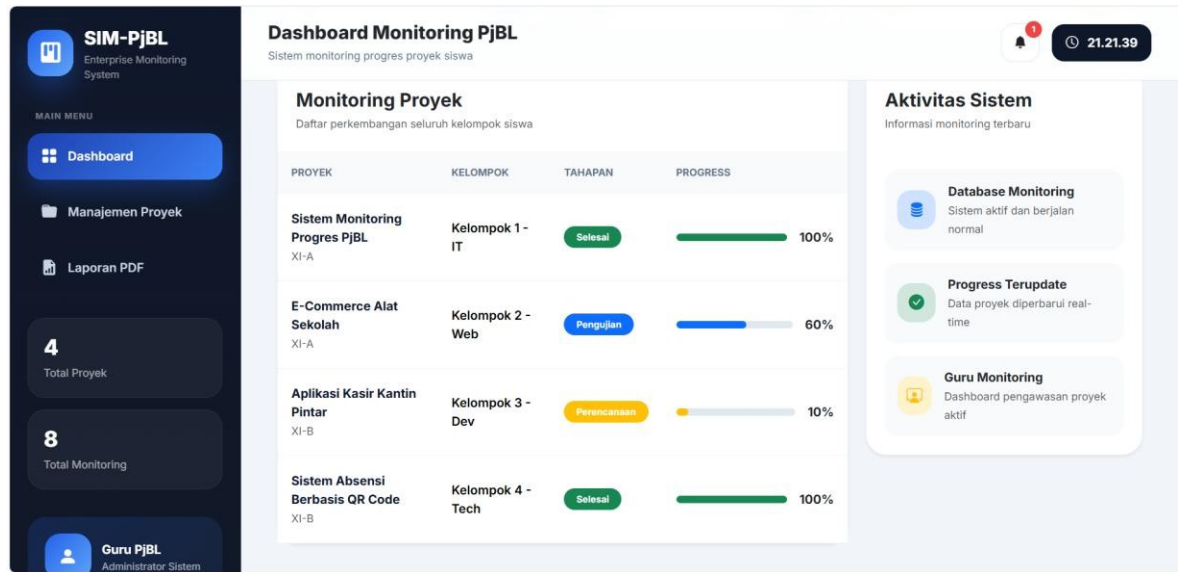 SIM-PjBL
Enterprise Monitoring
System
MAIN MENU
Dashboard
Manajemen Proyek
Laporan PDF
4
Total Proyek
8
Total Monitoring
Guru PjBL
Administrator Sistem
Dashboard Monitoring PjBL
Sistem monitoring progres proyek siswa
1
21.21.39
Monitoring Proyek
Daftar perkembangan seluruh kelompok siswa
PROYEK KELOMPOK TAHAPAN PROGRESS
Sistem Monitoring
Progres PjBL
XI-A
Kelompok 1 -
IT
Selesai
100%
E-Commerce Alat
Sekolah
XI-A
Kelompok 2 -
Web
Pengujian
60%
Aplikasi Kasir Kantin
Pintar
XI-B
Kelompok 3 -
Dev
Perencanaan
10%
Sistem Absensi
Berbasis QR Code
XI-B
Kelompok 4 -
Tech
Selesai
100%
Aktivitas Sistem
Informasi monitoring terbaru
Database Monitoring
Sistem aktif dan berjalan
normal
Progress Terupdate
Data proyek diperbarui real-
time
Guru Monitoring
Dashboard pengawasan proyek
aktif